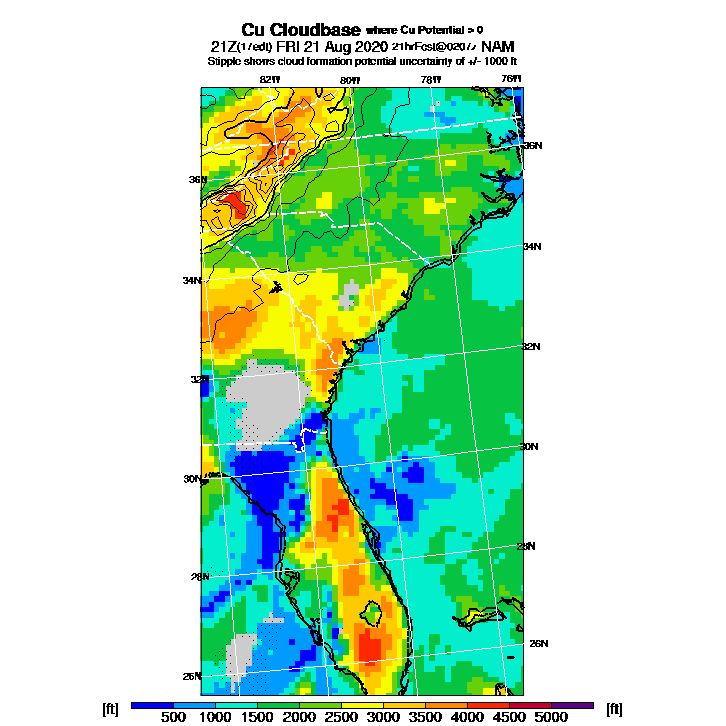 Cu Cloudbase where Cu Potential > 0
21Z(17edt) FRI 21 Aug 2020 21hrFcst@0207z NAM
Stipple shows cloud formation potential uncertainty of +/- 1000 ft
82W 80W 78W 76W
36N
36N
34N
34N
32N
32N
30N
30N
28N
28N
26N
26N
[ft] [ft]
500 1000 1500 2000 2500 3000 3500 4000 4500 5000